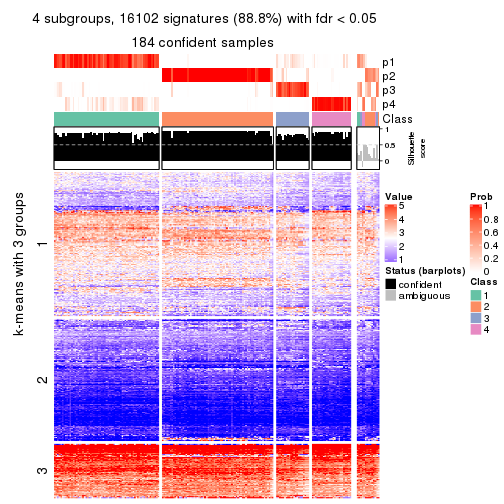 4 subgroups, 16102 signatures (88.8%) with fdr < 0.05
184 confident samples
p1
p2
p3
p4
Class
1
0.5
0
Silhouette
score
k-means with 3 groups
1
2
3
Value
5
4
3
2
1
Status (barplots)
confident
ambiguous
Prob
1
0.8
0.6
0.4
0.2
0
Class
1
2
3
4